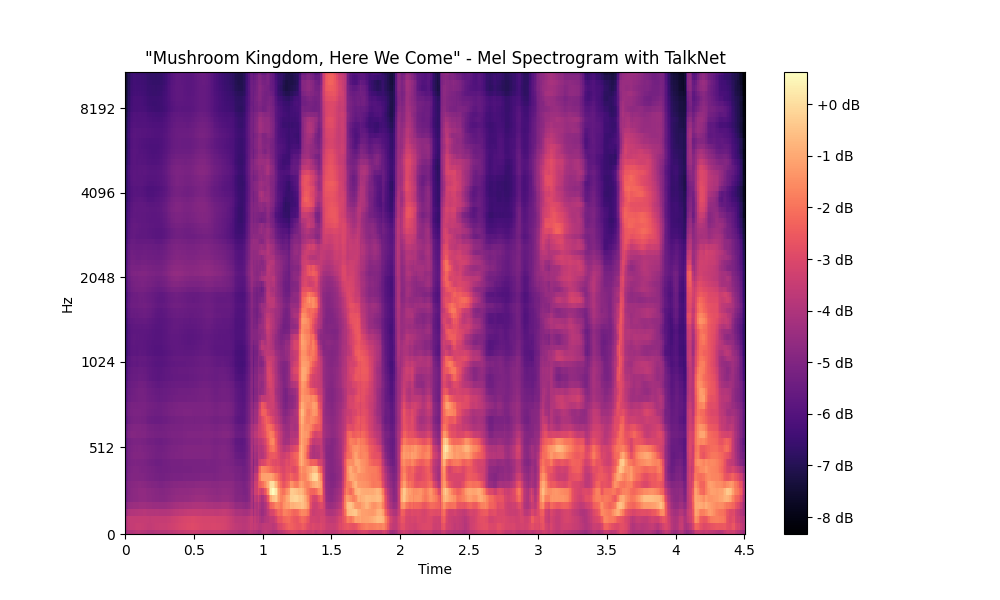 "Mushroom Kingdom, Here We Come" - Mel Spectrogram with TalkNet
8192
4096
2048
1024
512
0
Hz
0 0.5 1 1.5 2 2.5 3 3.5 4 4.5
Time
+0 dB
-1 dB
-2 dB
-3 dB
-4 dB
-5 dB
-6 dB
-7 dB
-8 dB